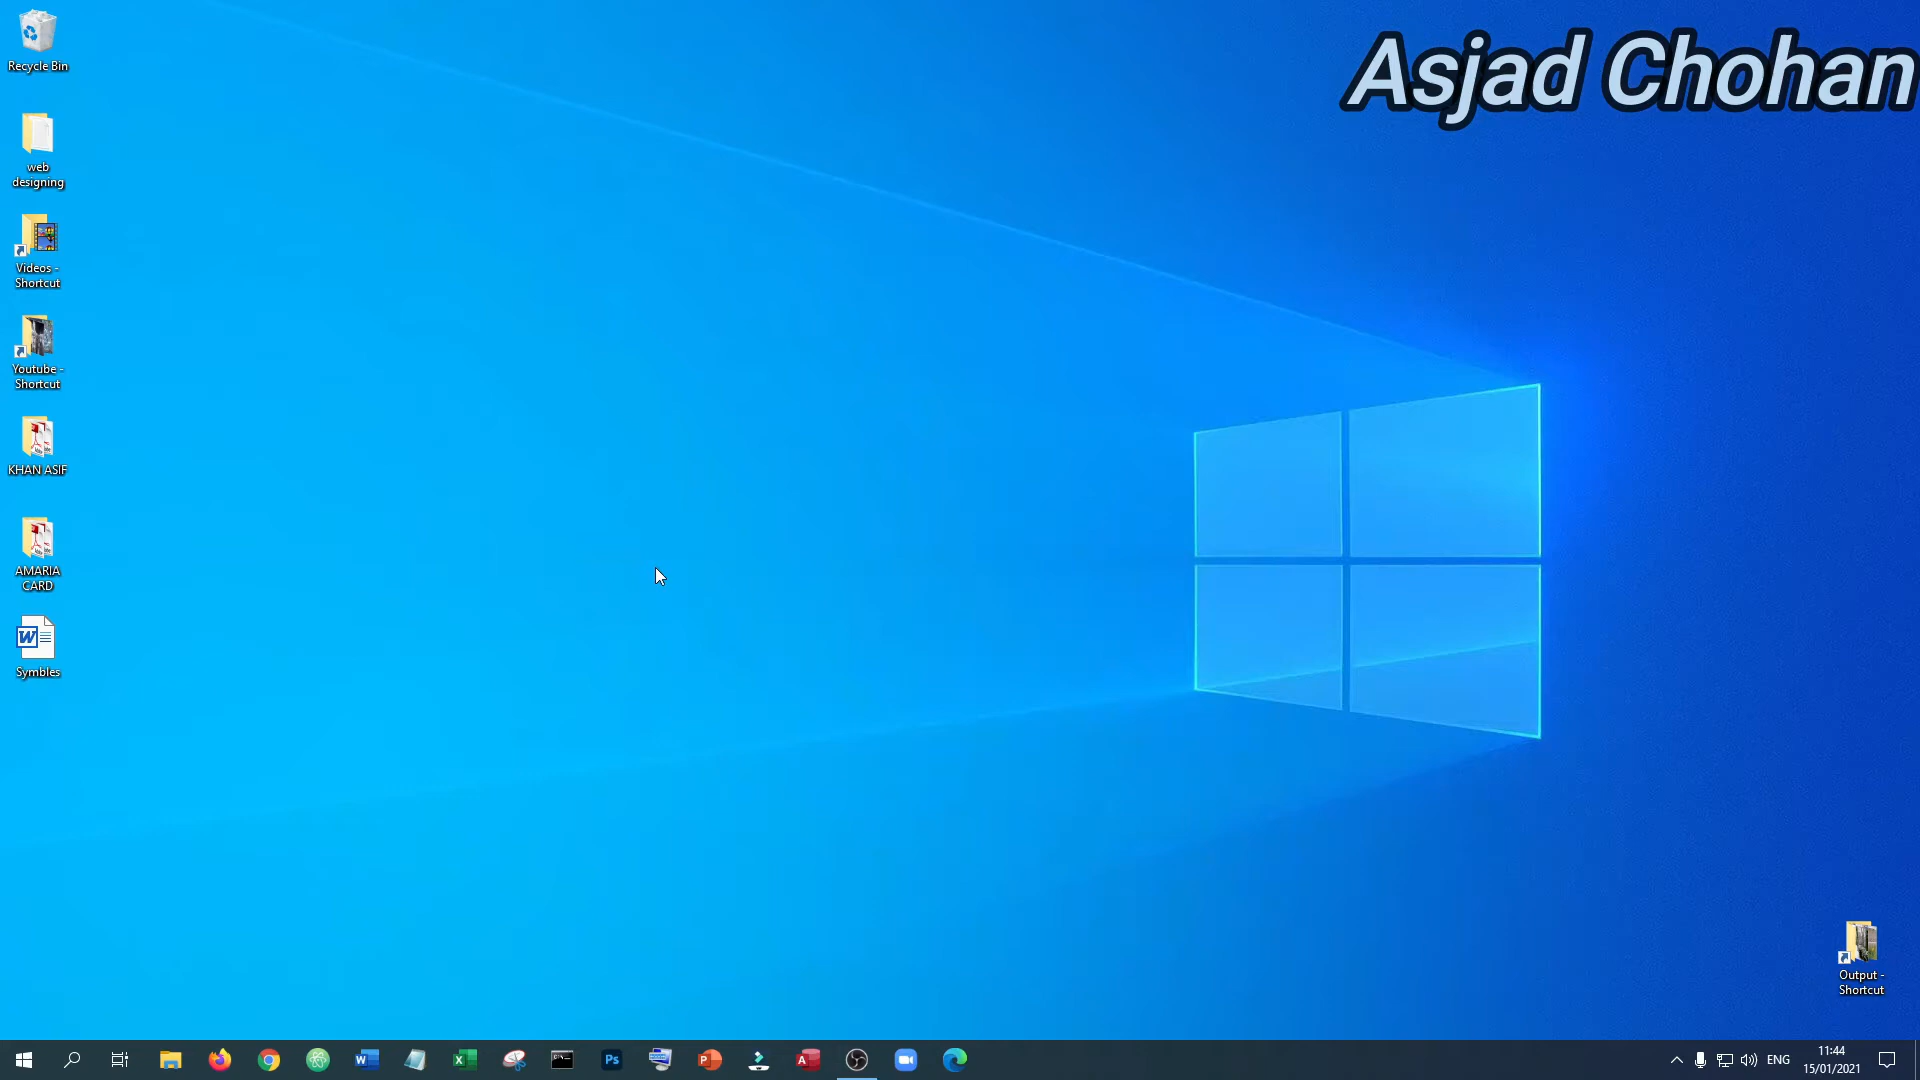 Asjad Chohan
Recycle Bin
web
designing
Videos -
Shortcut
Youtube -
Shortcut
KHAN ASIF
AMARIA
CARD
Symbles
Output -
Shortcut
ENG
11:44
15/01/2021